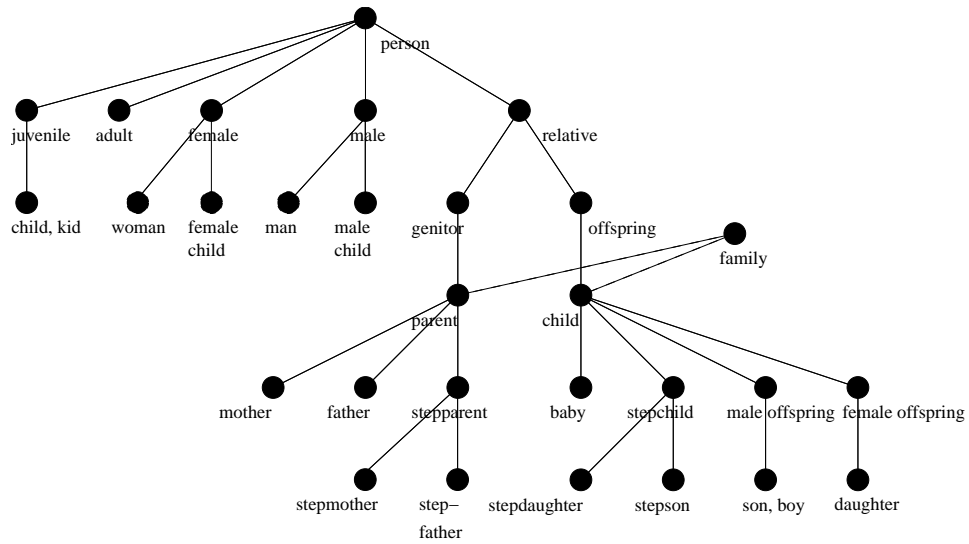 person
juvenile adult female male relative
child, kid woman female child man male child genitor offspring
family
parent child
mother father stepparent baby stepchild male offspring female offspring
stepmother step−father stepdaughter stepson son, boy daughter